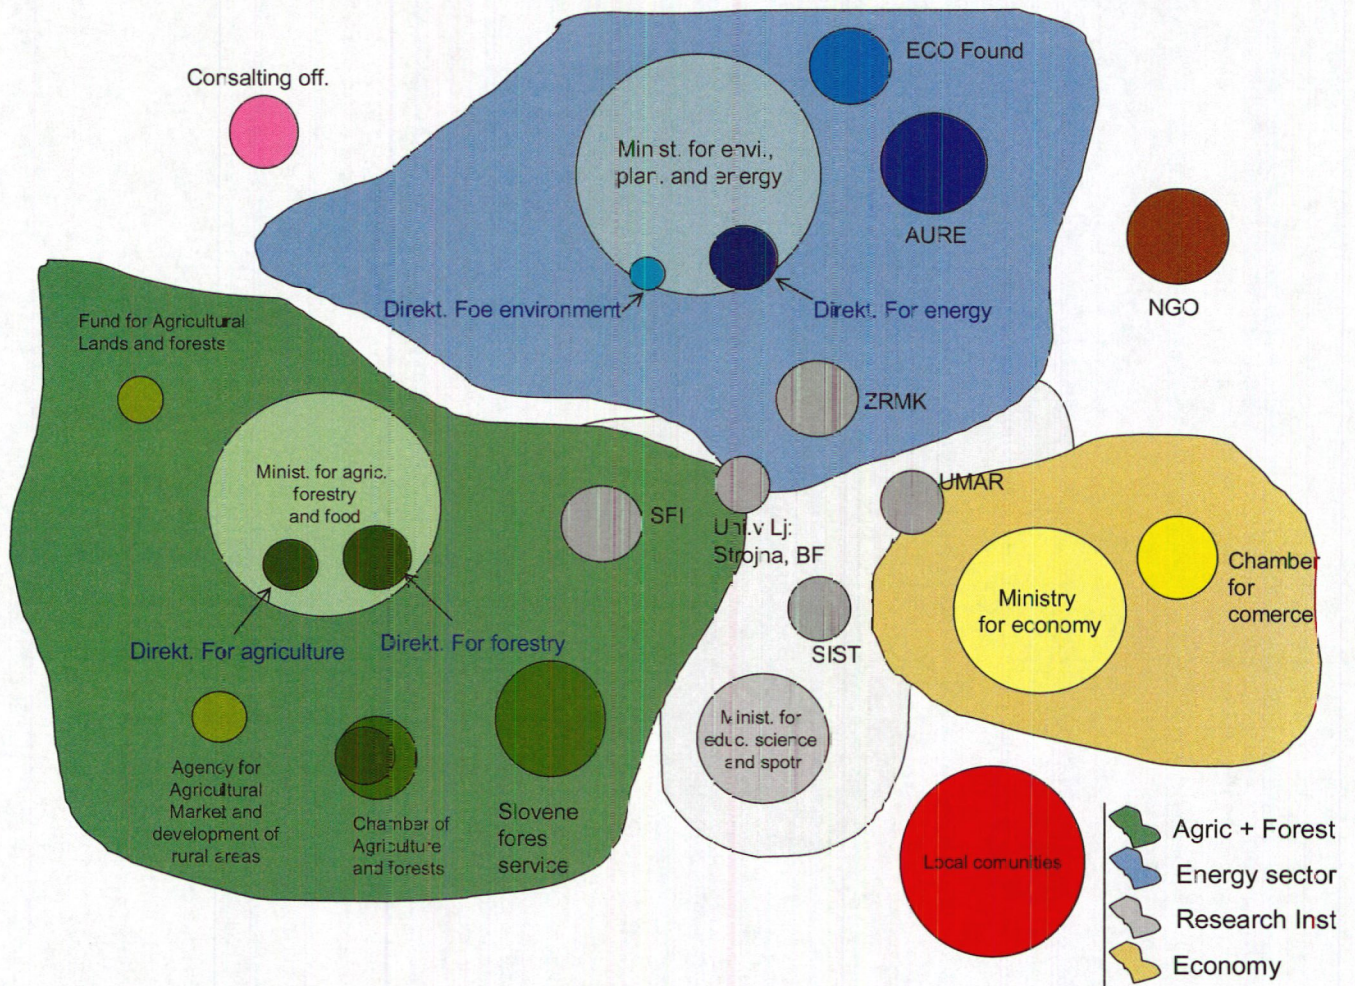 Consalting off.
ECO Found
Minist. for envi.,
plan. and energy
AURE
NGO
Direkt. Foe environment
Direkt. For energy
Fund for Agricultural
Lands and forests
ZRMK
Minist. for agric.
forestry
and food
SFI
Uni.v Lj:
Strojna, BF
UMAR
Ministry
for economy
Chamber
for
comerce
Direkt. For agriculture
Direkt. For forestry
SIST
Minist. for
educ. science
and spotr
Agency for
Agricultural
Market and
development of
rural areas
Chamber of
Agriculture
and forests
Slovene
fores
service
Local comunities
Agric + Forest
Energy sector
Research Inst
Economy